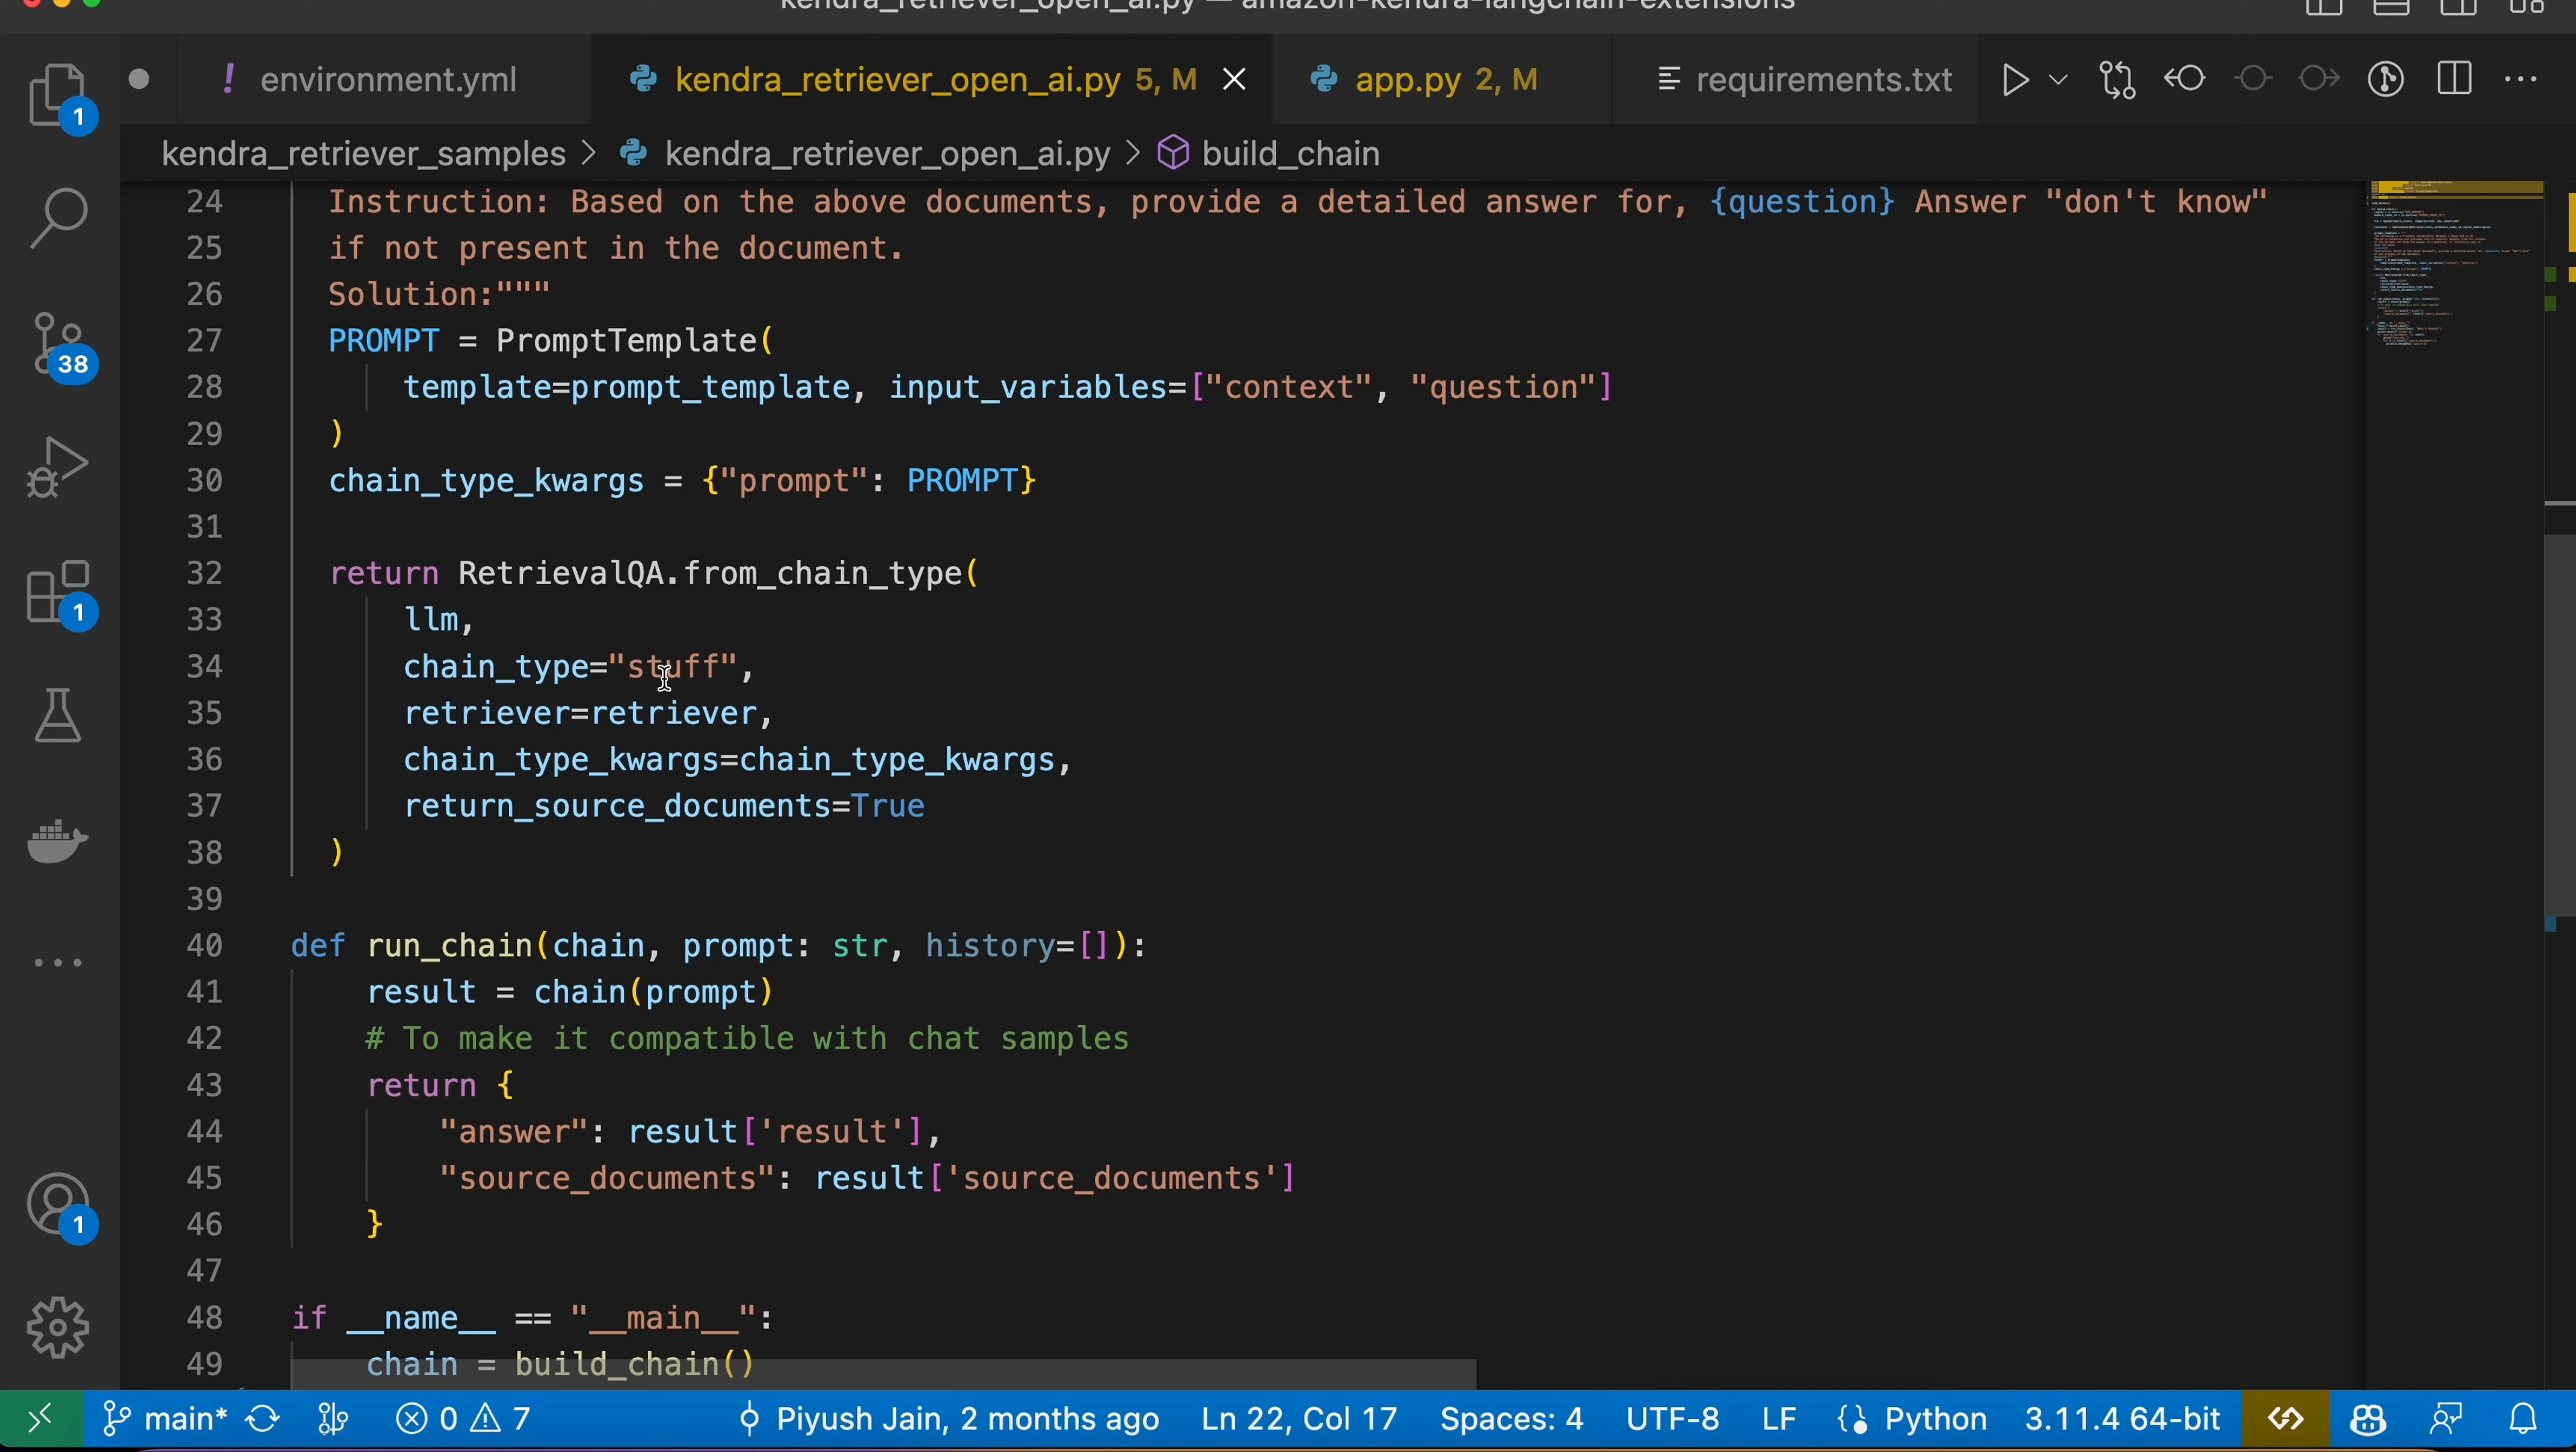 kendra_retriever_open_ai.py — amazon-kendra-langchain-extensions
! environment.yml kendra_retriever_open_ai.py 5, M app.py 2, M requirements.txt
kendra_retriever_samples > kendra_retriever_open_ai.py > build_chain
24 Instruction: Based on the above documents, provide a detailed answer for, {question} Answer "don't know"
25 if not present in the document.
26 Solution:"""
27 PROMPT = PromptTemplate(
28 template=prompt_template, input_variables=["context", "question"]
29 )
30 chain_type_kwargs = {"prompt": PROMPT}
31
32 return RetrievalQA.from_chain_type(
33 llm,
34 chain_type="stuff",
35 retriever=retriever,
36 chain_type_kwargs=chain_type_kwargs,
37 return_source_documents=True
38 )
39
40 def run_chain(chain, prompt: str, history=[]):
41 result = chain(prompt)
42 # To make it compatible with chat samples
43 return {
44 "answer": result['result'],
45 "source_documents": result['source_documents']
46 }
47
48 if __name__ == "__main__":
49 chain = build_chain()
1
38
1
1
main* 0 7 Piyush Jain, 2 months ago Ln 22, Col 17 Spaces: 4 UTF-8 LF Python 3.11.4 64-bit